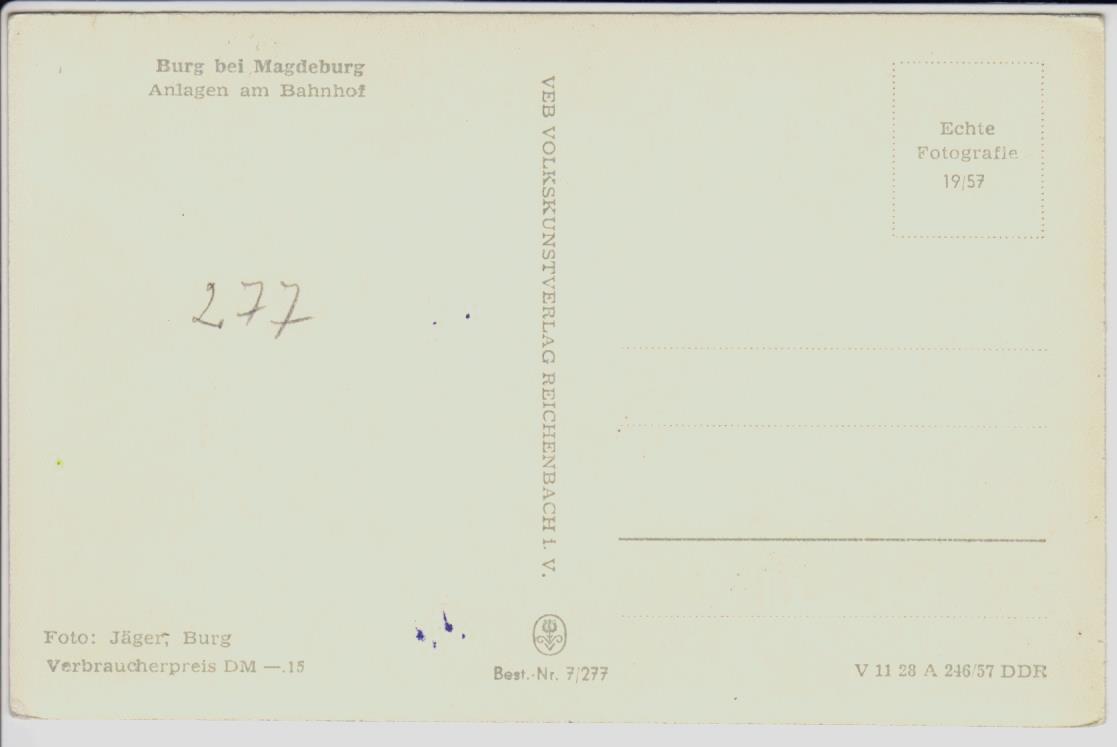 Burg bei Magdeburg
Anlagen am Bahnhof
277
Foto: Jäger, Burg
Verbraucherpreis DM —.15
VEB VOLKSKUNSTVERLAG REICHENBACH i. V.
Best.-Nr. 7/277
Echte
Fotografie
19/57
V 11 28 A 246/57 DDR